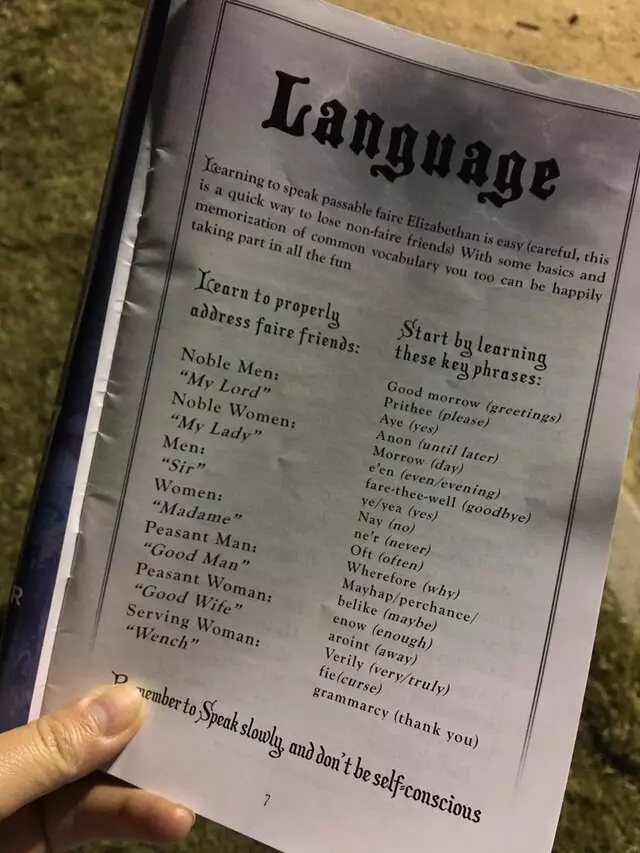 Language
Learning to speak passable faire Elizabethan is easy (careful, this
is a quick way to lose non-faire friends) With some basics and
memorization of common vocabulary you too can be happily
taking part in all the fun
Learn to properly
address faire friends:
Noble Men:
“My Lord”
Noble Women:
“My Lady”
Men:
“Sir”
Women:
“Madame”
Peasant Man:
“Good Man”
Peasant Woman:
“Good Wife”
Serving Woman:
“Wench”
Start by learning
these key phrases:
Good morrow (greetings)
Prithee (please)
Aye (yes)
Anon (until later)
Morrow (day)
e'en (even/evening)
fare-thee-well (goodbye)
ye/yea (yes)
Nay (no)
ne'r (never)
Oft (often)
Wherefore (why)
Mayhap/perchance/
belike (maybe)
enow (enough)
aroint (away)
Verily (very/truly)
fie(curse)
grammarcy (thank you)
Remember to Speak slowly, and don't be self-conscious
7
R